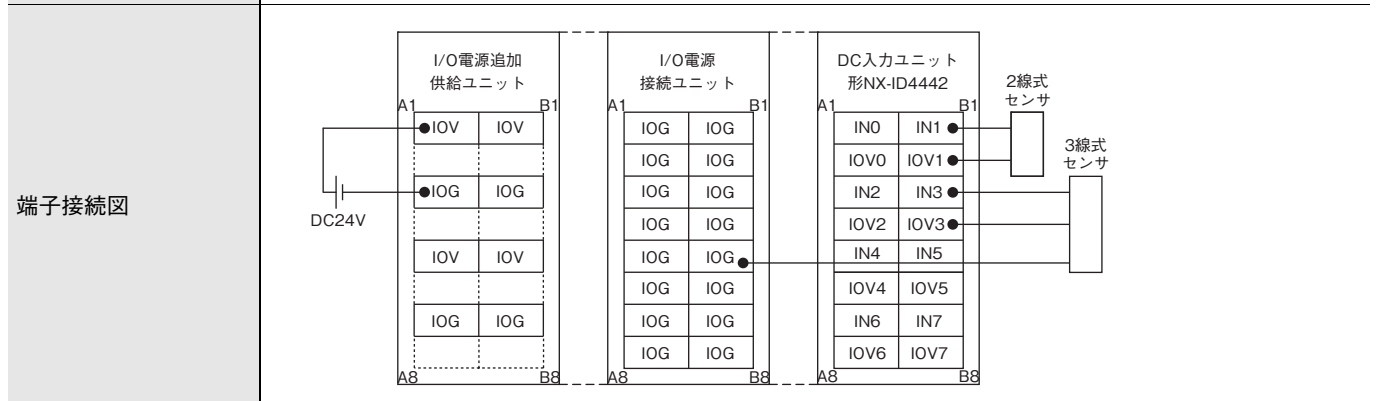 端子接続図
I/O電源追加
供給ユニット
A1 B1
IOV IOV
IOG IOG
IOV IOV
IOG IOG
A8 B8
DC24V
I/O電源
接続ユニット
A1 B1
IOG IOG
IOG IOG
IOG IOG
IOG IOG
IOG IOG
IOG IOG
IOG IOG
IOG IOG
A8 B8
DC入力ユニット
形NX-ID4442
A1 B1
IN0 IN1
IOV0 IOV1
IN2 IN3
IOV2 IOV3
IN4 IN5
IOV4 IOV5
IN6 IN7
IOV6 IOV7
A8 B8
2線式
センサ
3線式
センサ